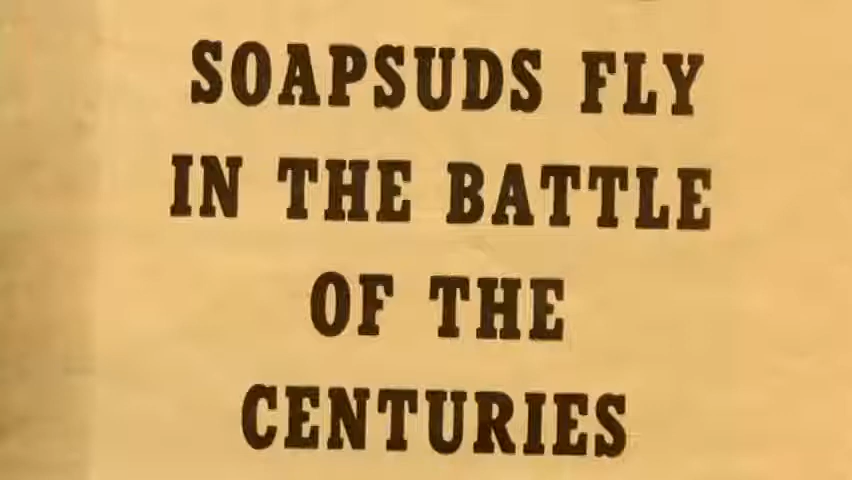 SOAPSUDS FLY
IN THE BATTLE
OF THE
CENTURIES